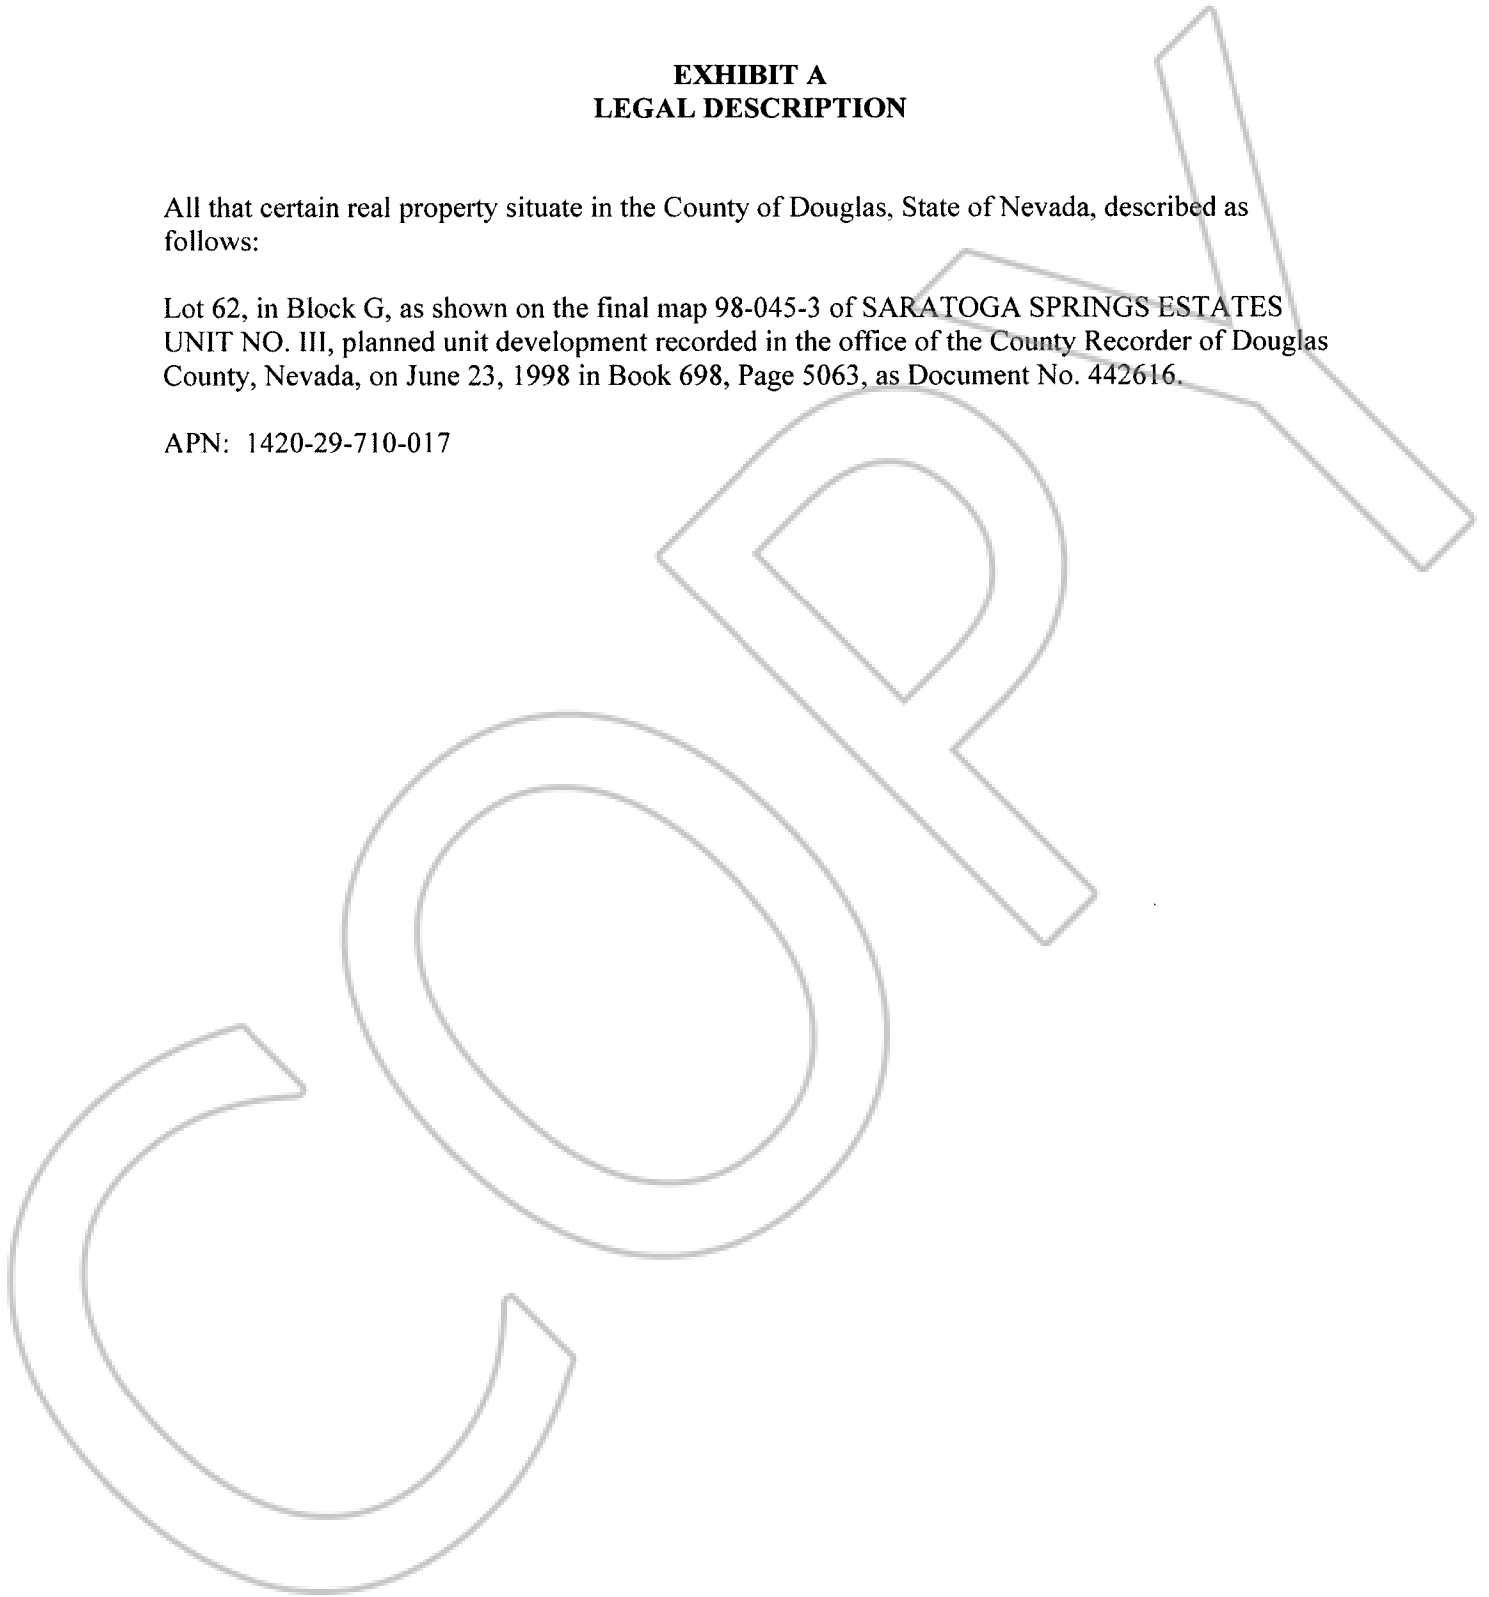 EXHIBIT A
LEGAL DESCRIPTION
All that certain real property situate in the County of Douglas, State of Nevada, described as
follows:
Lot 62, in Block G, as shown on the final map 98-045-3 of SARATOGA SPRINGS ESTATES
UNIT NO. III, planned unit development recorded in the office of the County Recorder of Douglas
County, Nevada, on June 23, 1998 in Book 698, Page 5063, as Document No. 442616.
APN: 1420-29-710-017
COPY